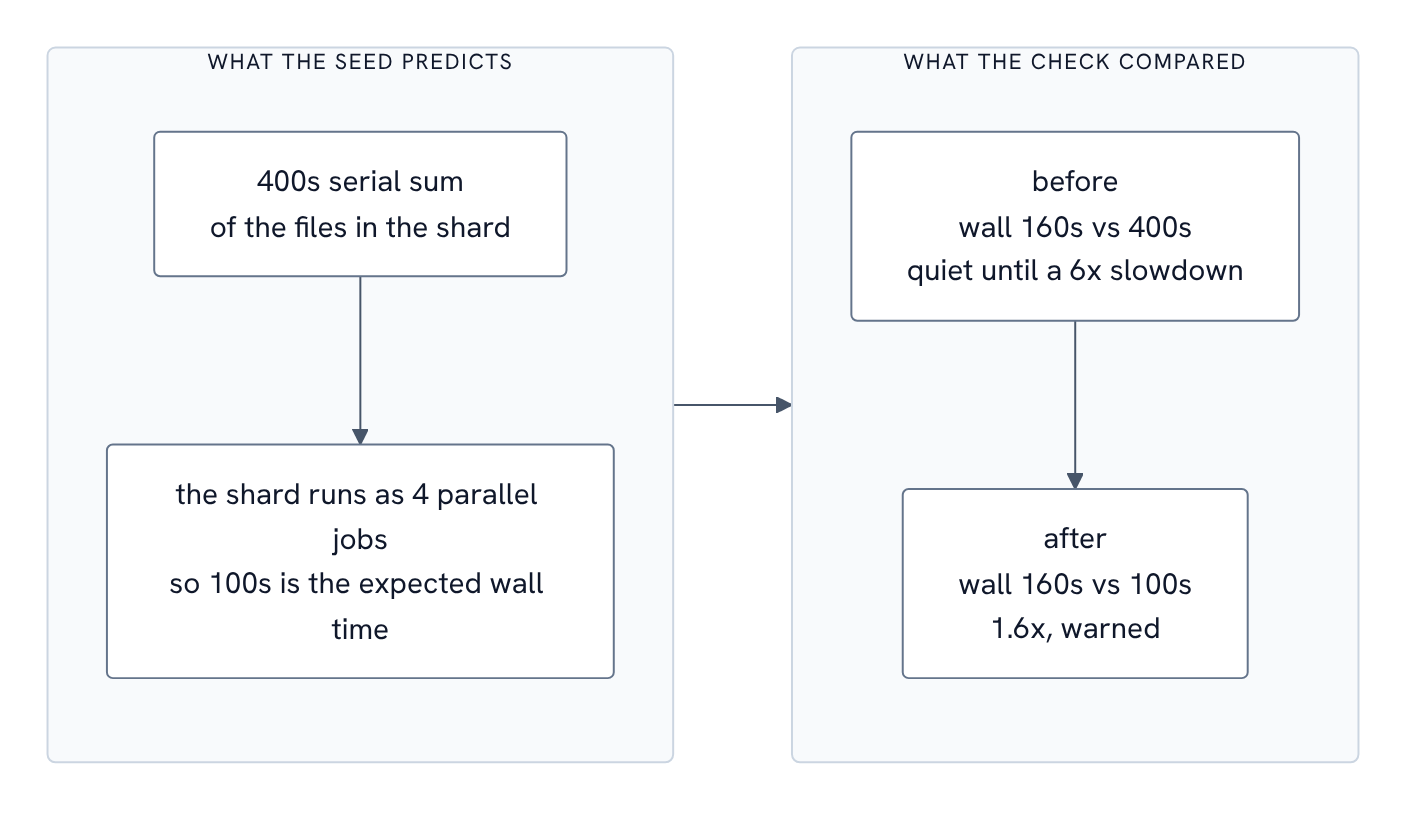 WHAT THE SEED PREDICTS
400s serial sum
of the files in the shard
the shard runs as 4 parallel
jobs
so 100s is the expected wall
time
WHAT THE CHECK COMPARED
before
wall 160s vs 400s
quiet until a 6x slowdown
after
wall 160s vs 100s
1.6x, warned